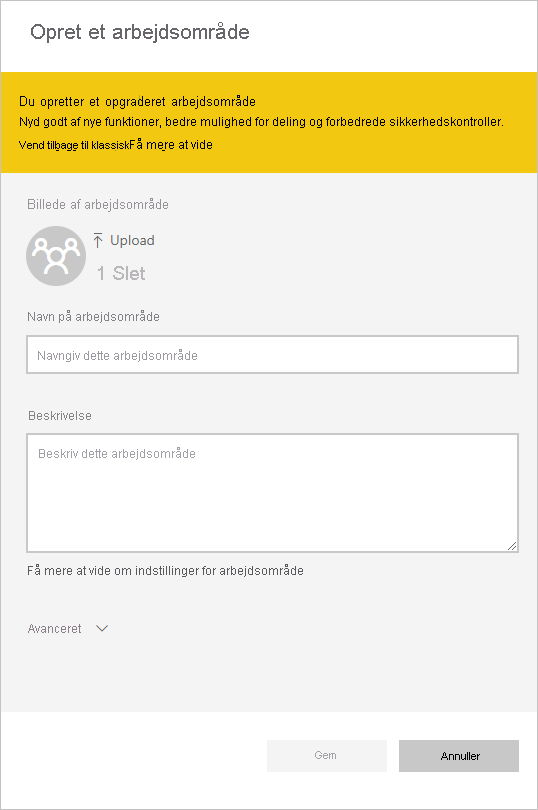 Opret et arbejdsområde
Du opretter et opgraderet arbejdsområde
Nyd godt af nye funktioner, bedre mulighed for deling og forbedrede sikkerhedskontroller.
Vend tilbage til klassiskFå mere at vide
Billede af arbejdsområde
Upload
1 Slet
Navn på arbejdsområde
Navngiv dette arbejdsområde
Beskrivelse
Beskriv dette arbejdsområde
Få mere at vide om indstillinger for arbejdsområde
Avanceret
Gem
Annuller